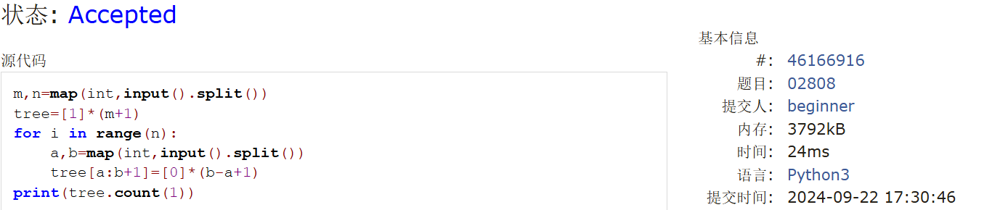 状态: Accepted
源代码
m,n=map(int,input().split())
tree=[1]*(m+1)
for i in range(n):
    a,b=map(int,input().split())
    tree[a:b+1]=[0]*(b-a+1)
print(tree.count(1))
基本信息
#: 46166916
题目: 02808
提交人: beginner
内存: 3792kB
时间: 24ms
语言: Python3
提交时间: 2024-09-22 17:30:46